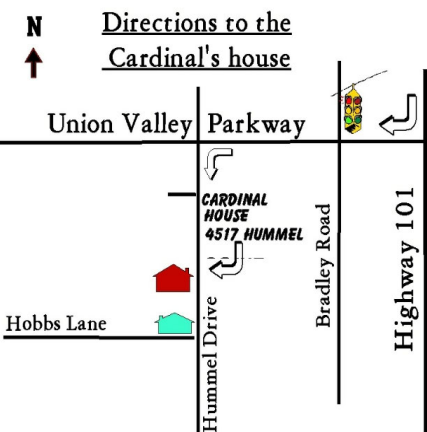 N
Directions to the
Cardinal's house
Union Valley Parkway
CARDINAL
HOUSE
4517 HUMMEL
Hobbs Lane
Hummel Drive
Bradley Road
Highway 101